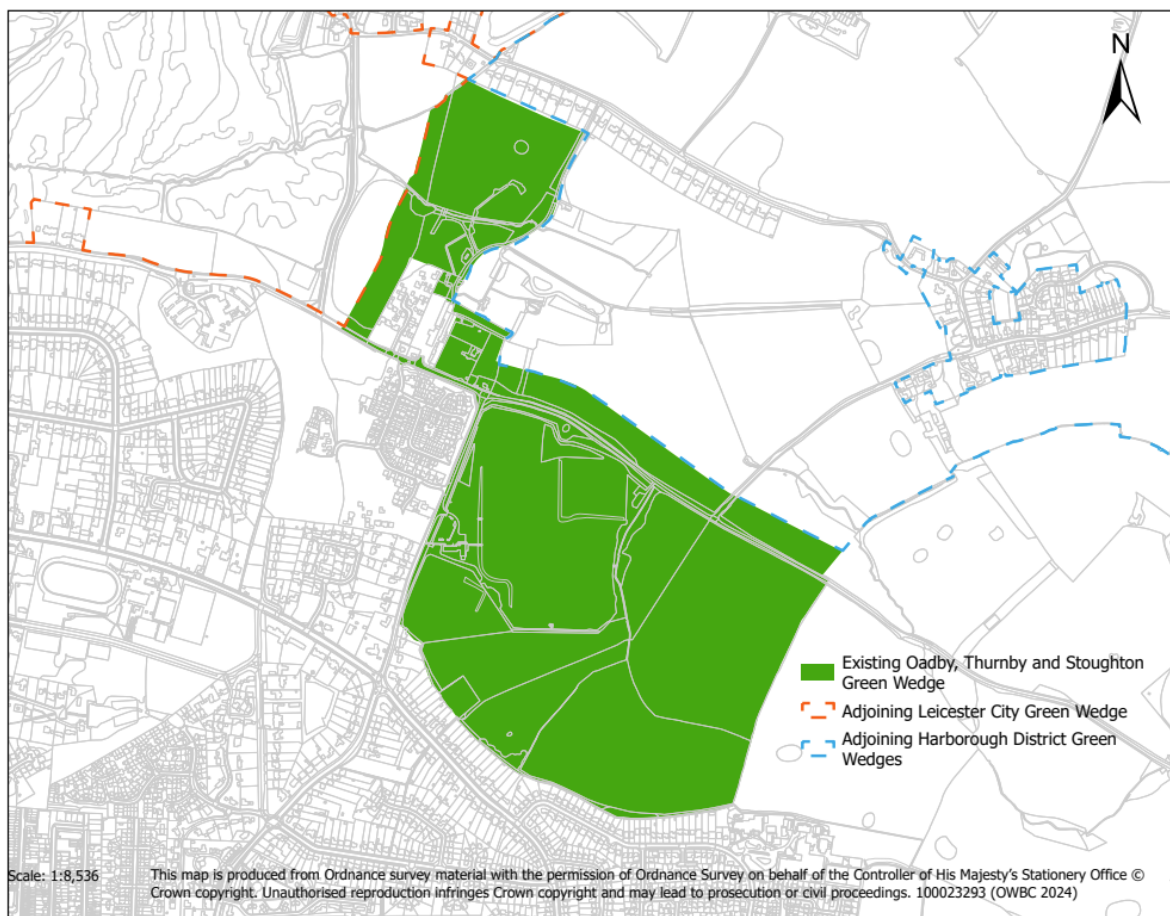 N
Existing Oadby, Thurnby and Stoughton
Green Wedge
Adjoining Leicester City Green Wedge
Adjoining Harborough District Green
Wedges
Scale: 1:8,536
This map is produced from Ordnance survey material with the permission of Ordnance Survey on behalf of the Controller of His Majesty's Stationery Office ©
Crown copyright. Unauthorised reproduction infringes Crown copyright and may lead to prosecution or civil proceedings. 100023293 (OWBC 2024)